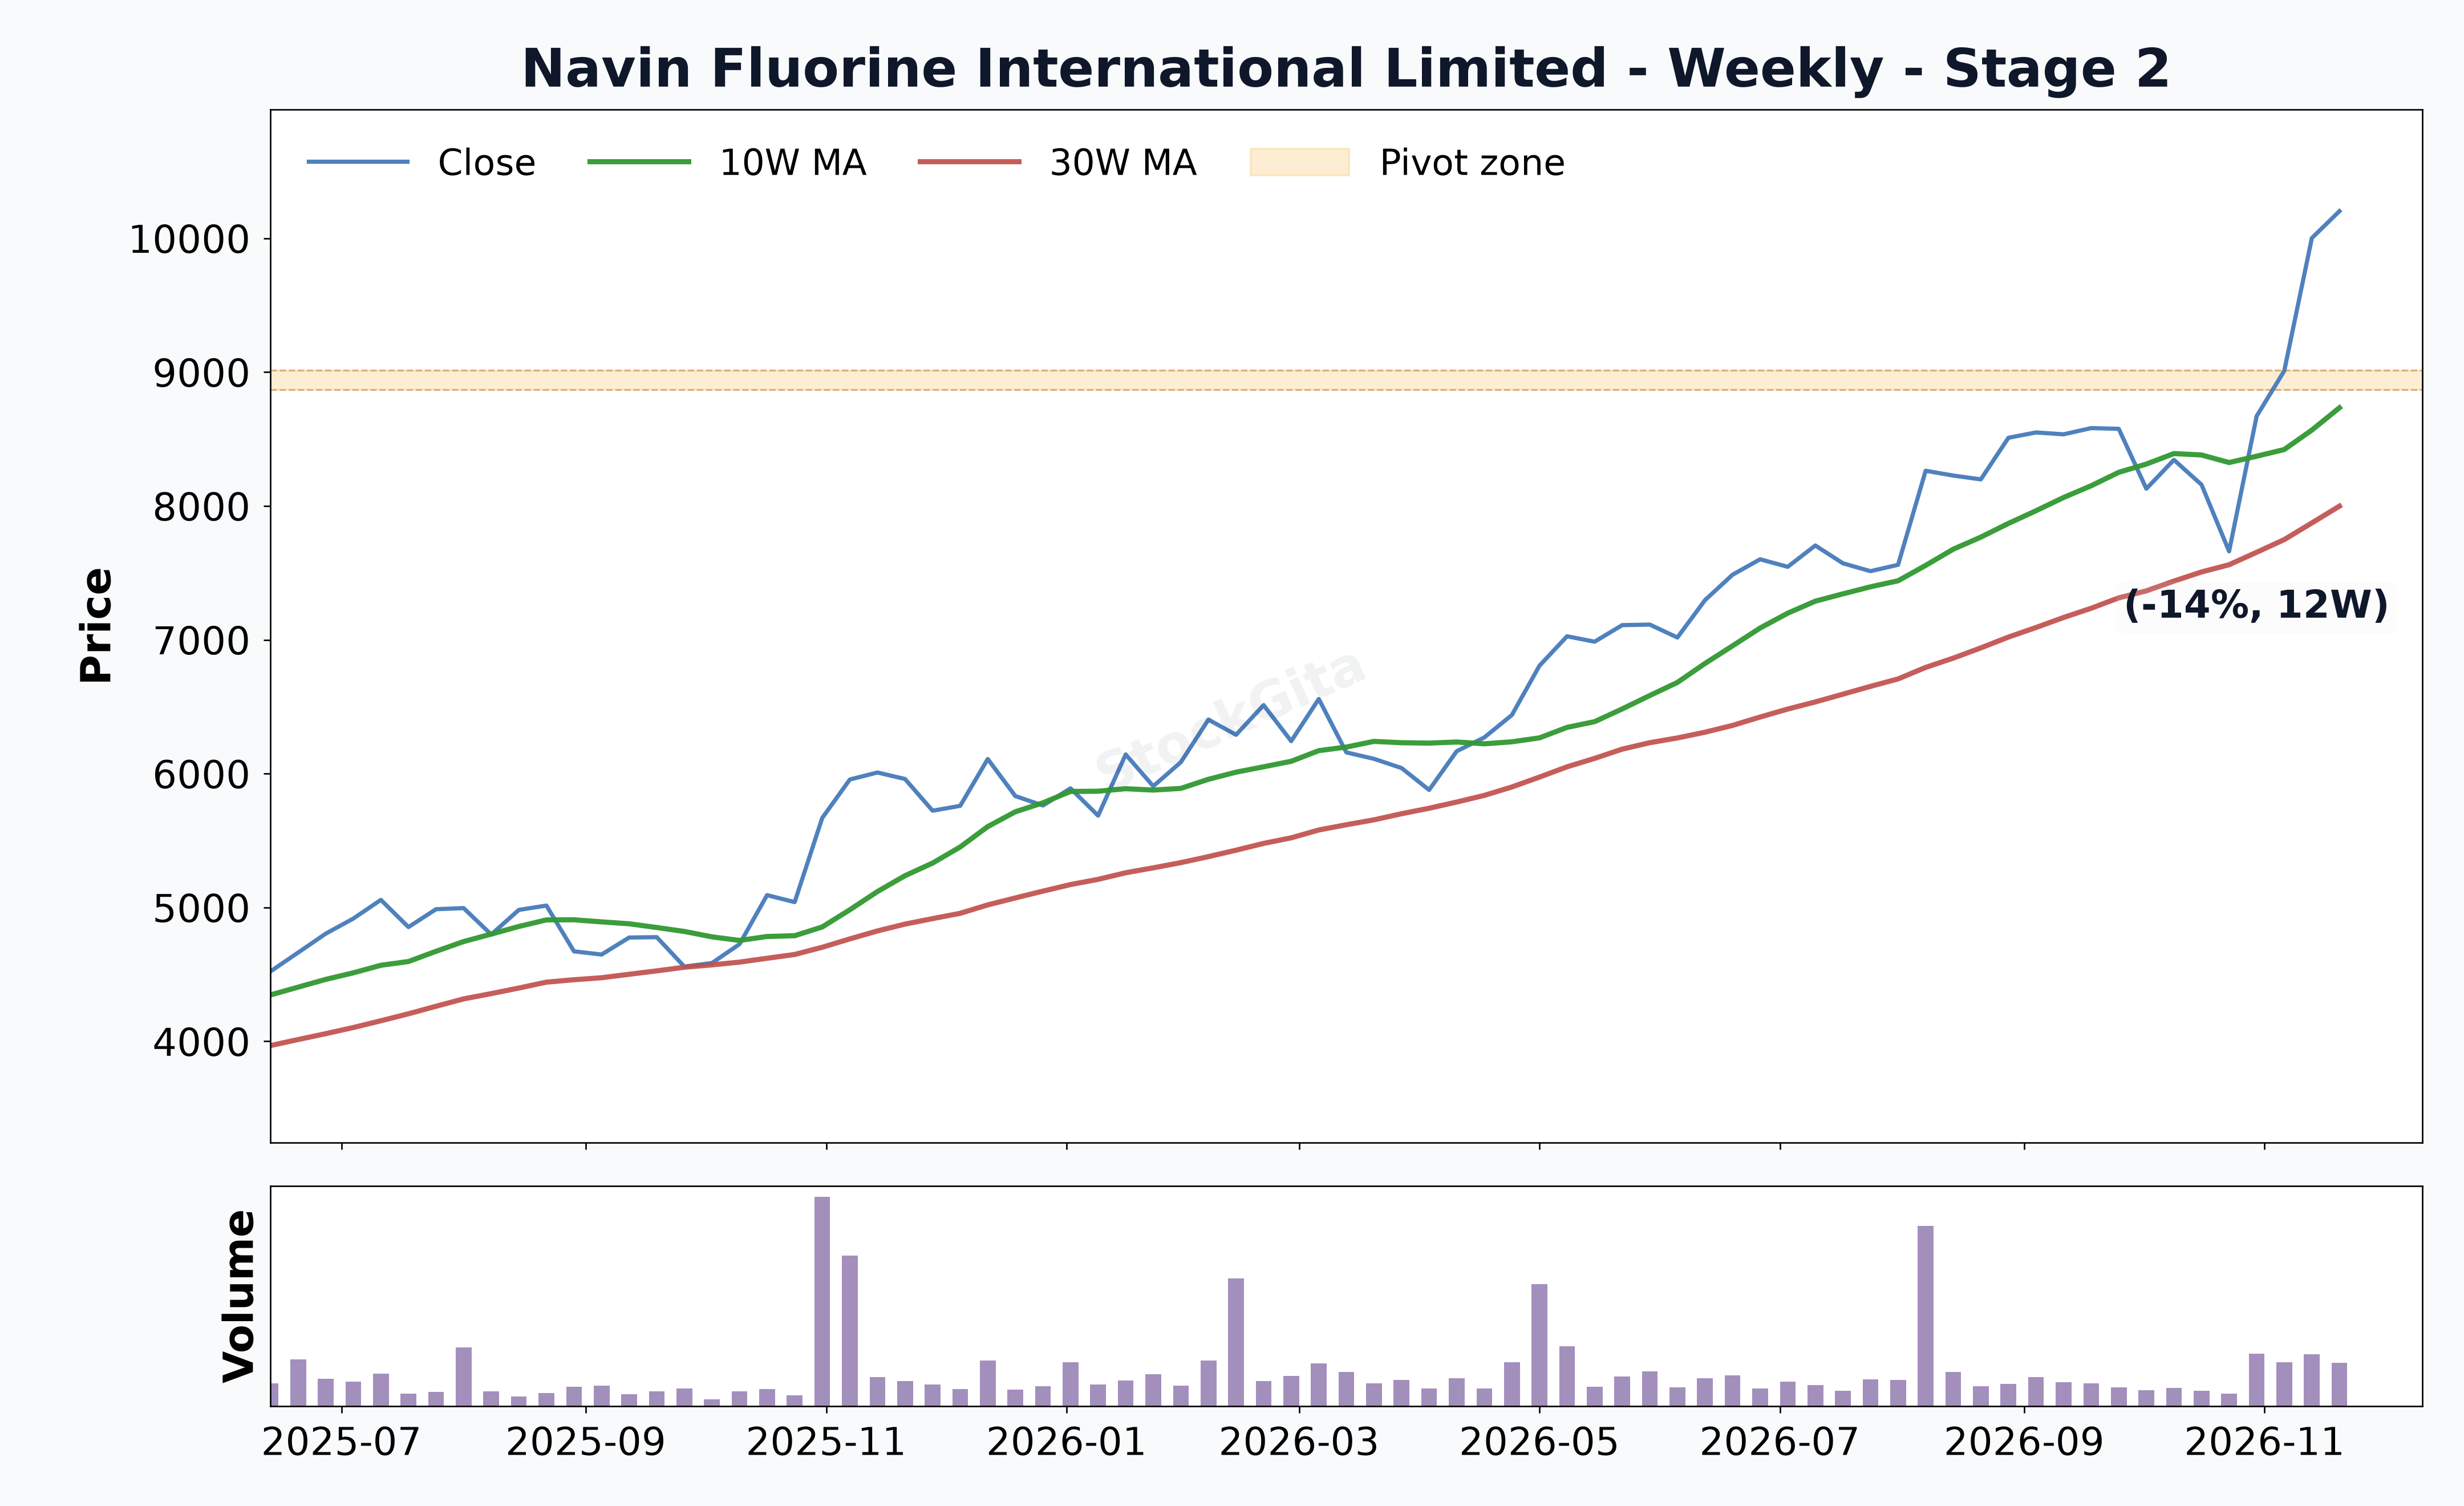 Navin Fluorine International Limited - Weekly - Stage 2
Close 10W MA 30W MA Pivot zone
10000
9000
8000
7000
6000
5000
4000
Price
(-14%, 12W)
StockGita
Volume
2025-07 2025-09 2025-11 2026-01 2026-03 2026-05 2026-07 2026-09 2026-11